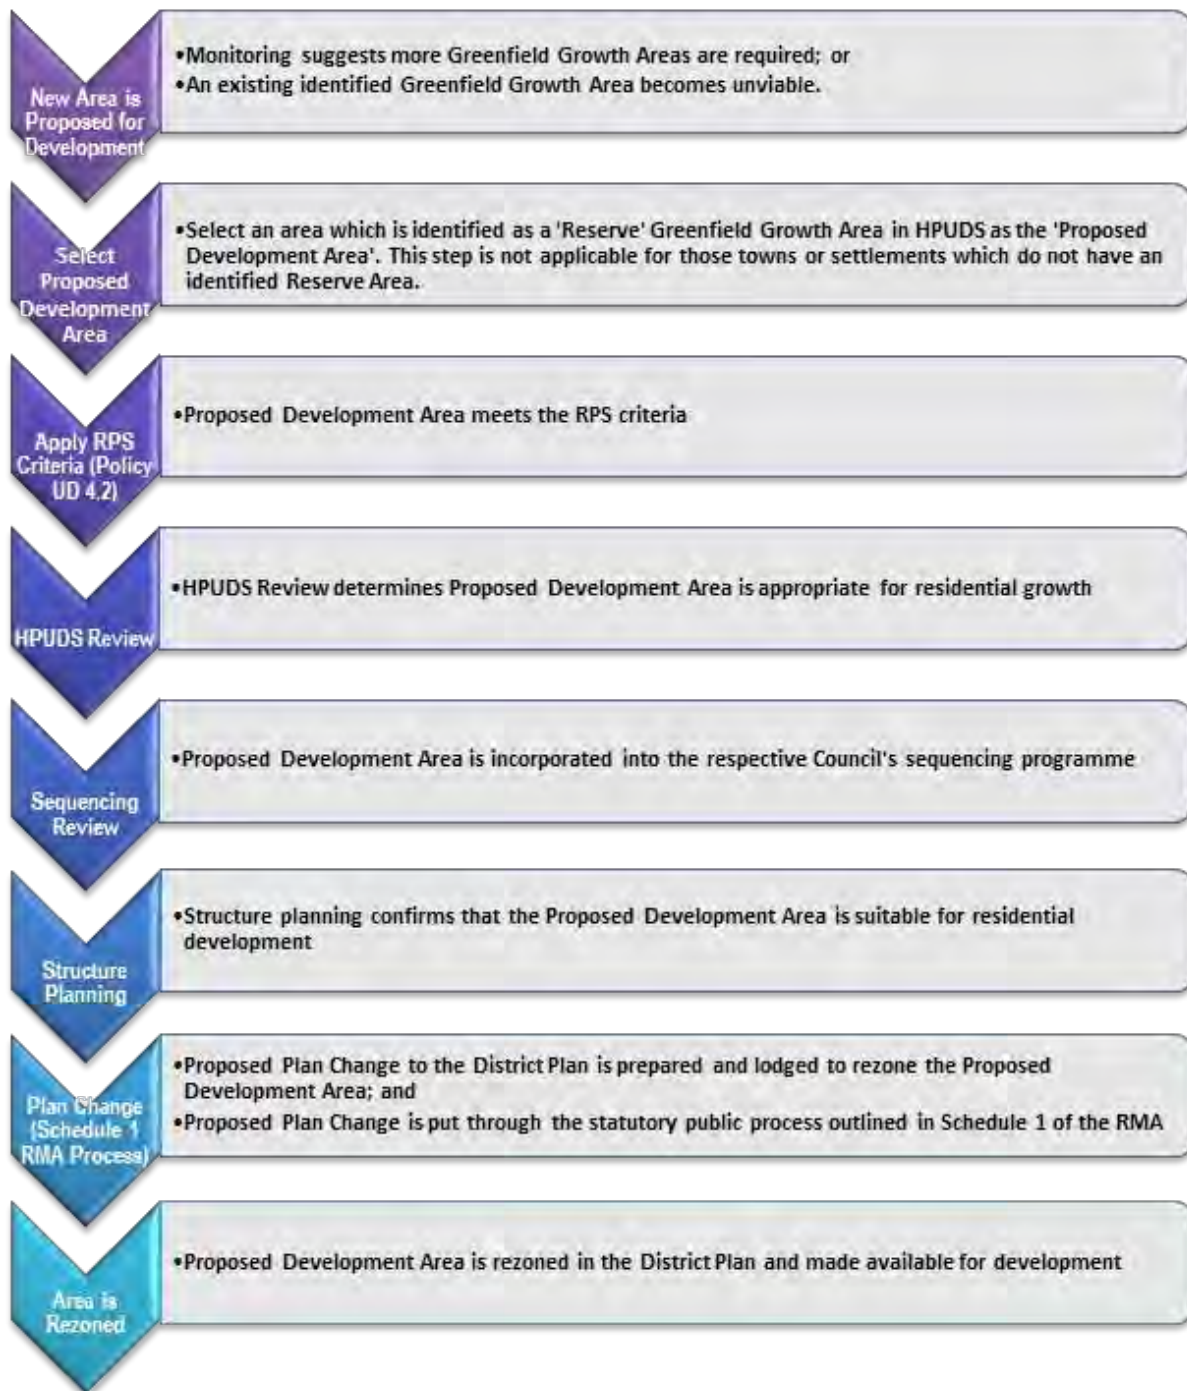 •Monitoring suggests more Greenfield Growth Areas are required; or
•An existing identified Greenfield Growth Area becomes unviable.
New Area is
Proposed for
Development
•Select an area which is identified as a 'Reserve' Greenfield Growth Area in HPUDS as the 'Proposed
Development Area'. This step is not applicable for those towns or settlements which do not have an
identified Reserve Area.
Select
Proposed
Development
Area
•Proposed Development Area meets the RPS criteria
Apply RPS
Criteria (Policy
UD 4.2)
•HPUDS Review determines Proposed Development Area is appropriate for residential growth
HPUDS Review
•Proposed Development Area is incorporated into the respective Council's sequencing programme
Sequencing
Review
•Structure planning confirms that the Proposed Development Area is suitable for residential
development
Structure
Planning
•Proposed Plan Change to the District Plan is prepared and lodged to rezone the Proposed
Development Area; and
•Proposed Plan Change is put through the statutory public process outlined in Schedule 1 of the RMA
Plan Change
(Schedule 1
RMA Process)
•Proposed Development Area is rezoned in the District Plan and made available for development
Area is
Rezoned